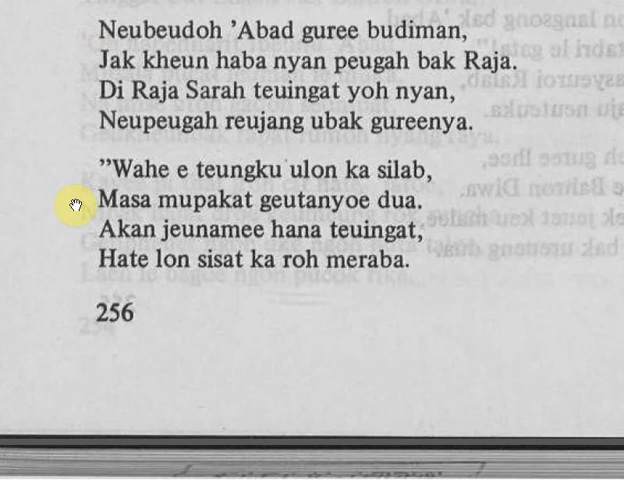 Neubeudoh ’Abad guree budiman,
Jak kheun haba nyan peugah bak Raja.
Di Raja Sarah teuingat yoh nyan,
Neupeugah reujang ubak gureenya.
”Wahe e teungku ulon ka silab,
Masa mupakat geutanyoe dua.
Akan jeunamee hana teuingat,
Hate lon sisat ka roh meraba.
256